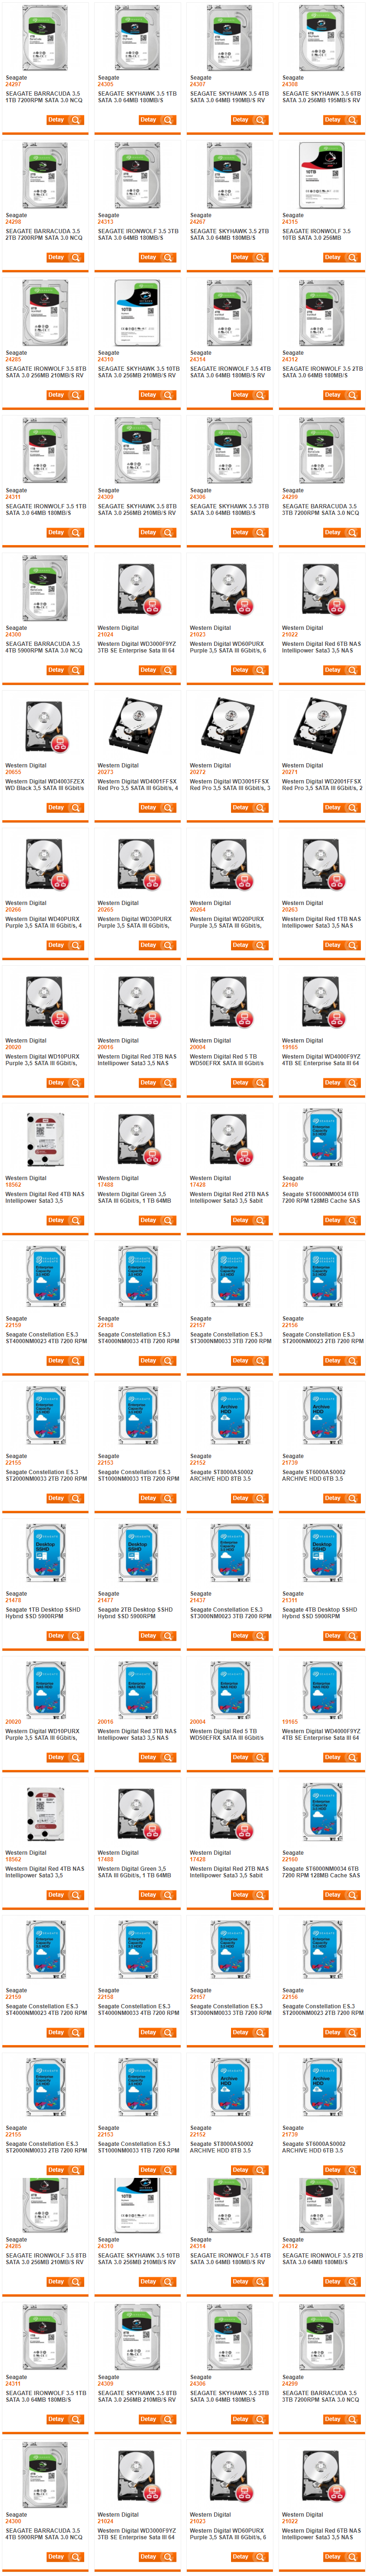 Seagate
24297
SEAGATE BARRACUDA 3.5
1TB 7200RPM SATA 3.0 NCQ
Detay
Seagate
24305
SEAGATE SKYHAWK 3.5 1TB
SATA 3.0 64MB 180MB/S
Detay
Seagate
24307
SEAGATE SKYHAWK 3.5 4TB
SATA 3.0 64MB 190MB/S RV
Detay
Seagate
24308
SEAGATE SKYHAWK 3.5 6TB
SATA 3.0 256MB 195MB/S RV
Detay
Seagate
24298
SEAGATE BARRACUDA 3.5
2TB 7200RPM SATA 3.0 NCQ
Detay
Seagate
24313
SEAGATE IRONWOLF 3.5 3TB
SATA 3.0 64MB 180MB/S
Detay
Seagate
24267
SEAGATE SKYHAWK 3.5 2TB
SATA 3.0 64MB 180MB/S
Detay
10TB
Seagate
24315
SEAGATE IRONWOLF 3.5
10TB SATA 3.0 256MB
Detay
Seagate
24285
SEAGATE IRONWOLF 3.5 8TB
SATA 3.0 256MB 210MB/S RV
Detay
10TB
Seagate
24310
SEAGATE SKYHAWK 3.5 10TB
SATA 3.0 256MB 210MB/S RV
Detay
Seagate
24314
SEAGATE IRONWOLF 3.5 4TB
SATA 3.0 64MB 180MB/S RV
Detay
Seagate
24312
SEAGATE IRONWOLF 3.5 2TB
SATA 3.0 64MB 180MB/S
Detay
Seagate
24311
SEAGATE IRONWOLF 3.5 1TB
SATA 3.0 64MB 180MB/S
Detay
Seagate
24309
SEAGATE SKYHAWK 3.5 8TB
SATA 3.0 256MB 210MB/S RV
Detay
Seagate
24306
SEAGATE SKYHAWK 3.5 3TB
SATA 3.0 64MB 180MB/S
Detay
Seagate
24299
SEAGATE BARRACUDA 3.5
3TB 7200RPM SATA 3.0 NCQ
Detay
Seagate
24300
SEAGATE BARRACUDA 3.5
4TB 5900RPM SATA 3.0 NCQ
Detay
Western Digital
21024
Western Digital WD3000F9YZ
3TB SE Enterprise Sata III 64
Detay
Western Digital
21023
Western Digital WD60PURX
Purple 3,5 SATA III 6Gbit/s, 6
Detay
Western Digital
21022
Western Digital Red 6TB NAS
Intellipower Sata3 3,5 NAS
Detay
Western Digital
20655
Western Digital WD4003FZEX
WD Black 3,5 SATA III 6Gbit/s
Detay
Western Digital
20273
Western Digital WD4001FFSX
Red Pro 3,5 SATA III 6Gbit/s, 4
Detay
Western Digital
20272
Western Digital WD3001FFSX
Red Pro 3,5 SATA III 6Gbit/s, 3
Detay
Western Digital
20271
Western Digital WD2001FFSX
Red Pro 3,5 SATA III 6Gbit/s, 2
Detay
Western Digital
20266
Western Digital WD40PURX
Purple 3,5 SATA III 6Gbit/s, 4
Detay
Western Digital
20265
Western Digital WD30PURX
Purple 3,5 SATA III 6Gbit/s,
Detay
Western Digital
20264
Western Digital WD20PURX
Purple 3,5 SATA III 6Gbit/s,
Detay
Western Digital
20263
Western Digital Red 1TB NAS
Intellipower Sata3 3,5 NAS
Detay
Western Digital
20020
Western Digital WD10PURX
Purple 3,5 SATA III 6Gbit/s,
Detay
Western Digital
20016
Western Digital Red 3TB NAS
Intellipower Sata3 3,5 NAS
Detay
Western Digital
20004
Western Digital Red 5 TB
WD50EFRX SATA III 6Gbit/s
Detay
Western Digital
19165
Western Digital WD4000F9YZ
4TB SE Enterprise Sata III 64
Detay
Western Digital
18562
Western Digital Red 4TB NAS
Intellipower Sata3 3,5
Detay
Western Digital
17488
Western Digital Green 3,5
SATA III 6Gbit/s, 1 TB 64MB
Detay
Western Digital
17428
Western Digital Red 2TB NAS
Intellipower Sata3 3,5 Sabit
Detay
Seagate
22160
Seagate ST6000NM0034 6TB
7200 RPM 128MB Cache SAS
Detay
Seagate
22159
Seagate Constellation ES.3
ST4000NM0023 4TB 7200 RPM
Detay
Seagate
22158
Seagate Constellation ES.3
ST4000NM0033 4TB 7200 RPM
Detay
Seagate
22157
Seagate Constellation ES.3
ST3000NM0033 3TB 7200 RPM
Detay
Seagate
22156
Seagate Constellation ES.3
ST2000NM0023 2TB 7200 RPM
Detay
Seagate
22155
Seagate Constellation ES.3
ST2000NM0033 2TB 7200 RPM
Detay
Seagate
22153
Seagate Constellation ES.3
ST1000NM0033 1TB 7200 RPM
Detay
Archive
HDD
Seagate
22152
Seagate ST8000AS0002
ARCHIVE HDD 8TB 3.5
Detay
Archive
HDD
Seagate
21739
Seagate ST6000AS0002
ARCHIVE HDD 6TB 3.5
Detay
Desktop
SSHD
Seagate
21478
Seagate 1TB Desktop SSHD
Hybrid SSD 5900RPM
Detay
Desktop
SSHD
Seagate
21477
Seagate 2TB Desktop SSHD
Hybrid SSD 5900RPM
Detay
Seagate
21437
Seagate Constellation ES.3
ST3000NM0023 3TB 7200 RPM
Detay
Desktop
SSHD
Seagate
21311
Seagate 4TB Desktop SSHD
Hybrid SSD 5900RPM
Detay
20020
Western Digital WD10PURX
Purple 3,5 SATA III 6Gbit/s,
Detay
20016
Western Digital Red 3TB NAS
Intellipower Sata3 3,5 NAS
Detay
20004
Western Digital Red 5 TB
WD50EFRX SATA III 6Gbit/s
Detay
19165
Western Digital WD4000F9YZ
4TB SE Enterprise Sata III 64
Detay
Western Digital
18562
Western Digital Red 4TB NAS
Intellipower Sata3 3,5
Detay
Western Digital
17488
Western Digital Green 3,5
SATA III 6Gbit/s, 1 TB 64MB
Detay
Western Digital
17428
Western Digital Red 2TB NAS
Intellipower Sata3 3,5 Sabit
Detay
Seagate
22160
Seagate ST6000NM0034 6TB
7200 RPM 128MB Cache SAS
Detay
Seagate
22159
Seagate Constellation ES.3
ST4000NM0023 4TB 7200 RPM
Detay
Seagate
22158
Seagate Constellation ES.3
ST4000NM0033 4TB 7200 RPM
Detay
Seagate
22157
Seagate Constellation ES.3
ST3000NM0033 3TB 7200 RPM
Detay
Seagate
22156
Seagate Constellation ES.3
ST2000NM0023 2TB 7200 RPM
Detay
Seagate
22155
Seagate Constellation ES.3
ST2000NM0033 2TB 7200 RPM
Detay
Seagate
22153
Seagate Constellation ES.3
ST1000NM0033 1TB 7200 RPM
Detay
Archive
HDD
Seagate
22152
Seagate ST8000AS0002
ARCHIVE HDD 8TB 3.5
Detay
Archive
HDD
Seagate
21739
Seagate ST6000AS0002
ARCHIVE HDD 6TB 3.5
Detay
Seagate
24285
SEAGATE IRONWOLF 3.5 8TB
SATA 3.0 256MB 210MB/S RV
Detay
10TB
Seagate
24310
SEAGATE SKYHAWK 3.5 10TB
SATA 3.0 256MB 210MB/S RV
Detay
Seagate
24314
SEAGATE IRONWOLF 3.5 4TB
SATA 3.0 64MB 180MB/S RV
Detay
Seagate
24312
SEAGATE IRONWOLF 3.5 2TB
SATA 3.0 64MB 180MB/S
Detay
Seagate
24311
SEAGATE IRONWOLF 3.5 1TB
SATA 3.0 64MB 180MB/S
Detay
Seagate
24309
SEAGATE SKYHAWK 3.5 8TB
SATA 3.0 256MB 210MB/S RV
Detay
Seagate
24306
SEAGATE SKYHAWK 3.5 3TB
SATA 3.0 64MB 180MB/S
Detay
Seagate
24299
SEAGATE BARRACUDA 3.5
3TB 7200RPM SATA 3.0 NCQ
Detay
Seagate
24300
SEAGATE BARRACUDA 3.5
4TB 5900RPM SATA 3.0 NCQ
Detay
Western Digital
21024
Western Digital WD3000F9YZ
3TB SE Enterprise Sata III 64
Detay
Western Digital
21023
Western Digital WD60PURX
Purple 3,5 SATA III 6Gbit/s, 6
Detay
Western Digital
21022
Western Digital Red 6TB NAS
Intellipower Sata3 3,5 NAS
Detay